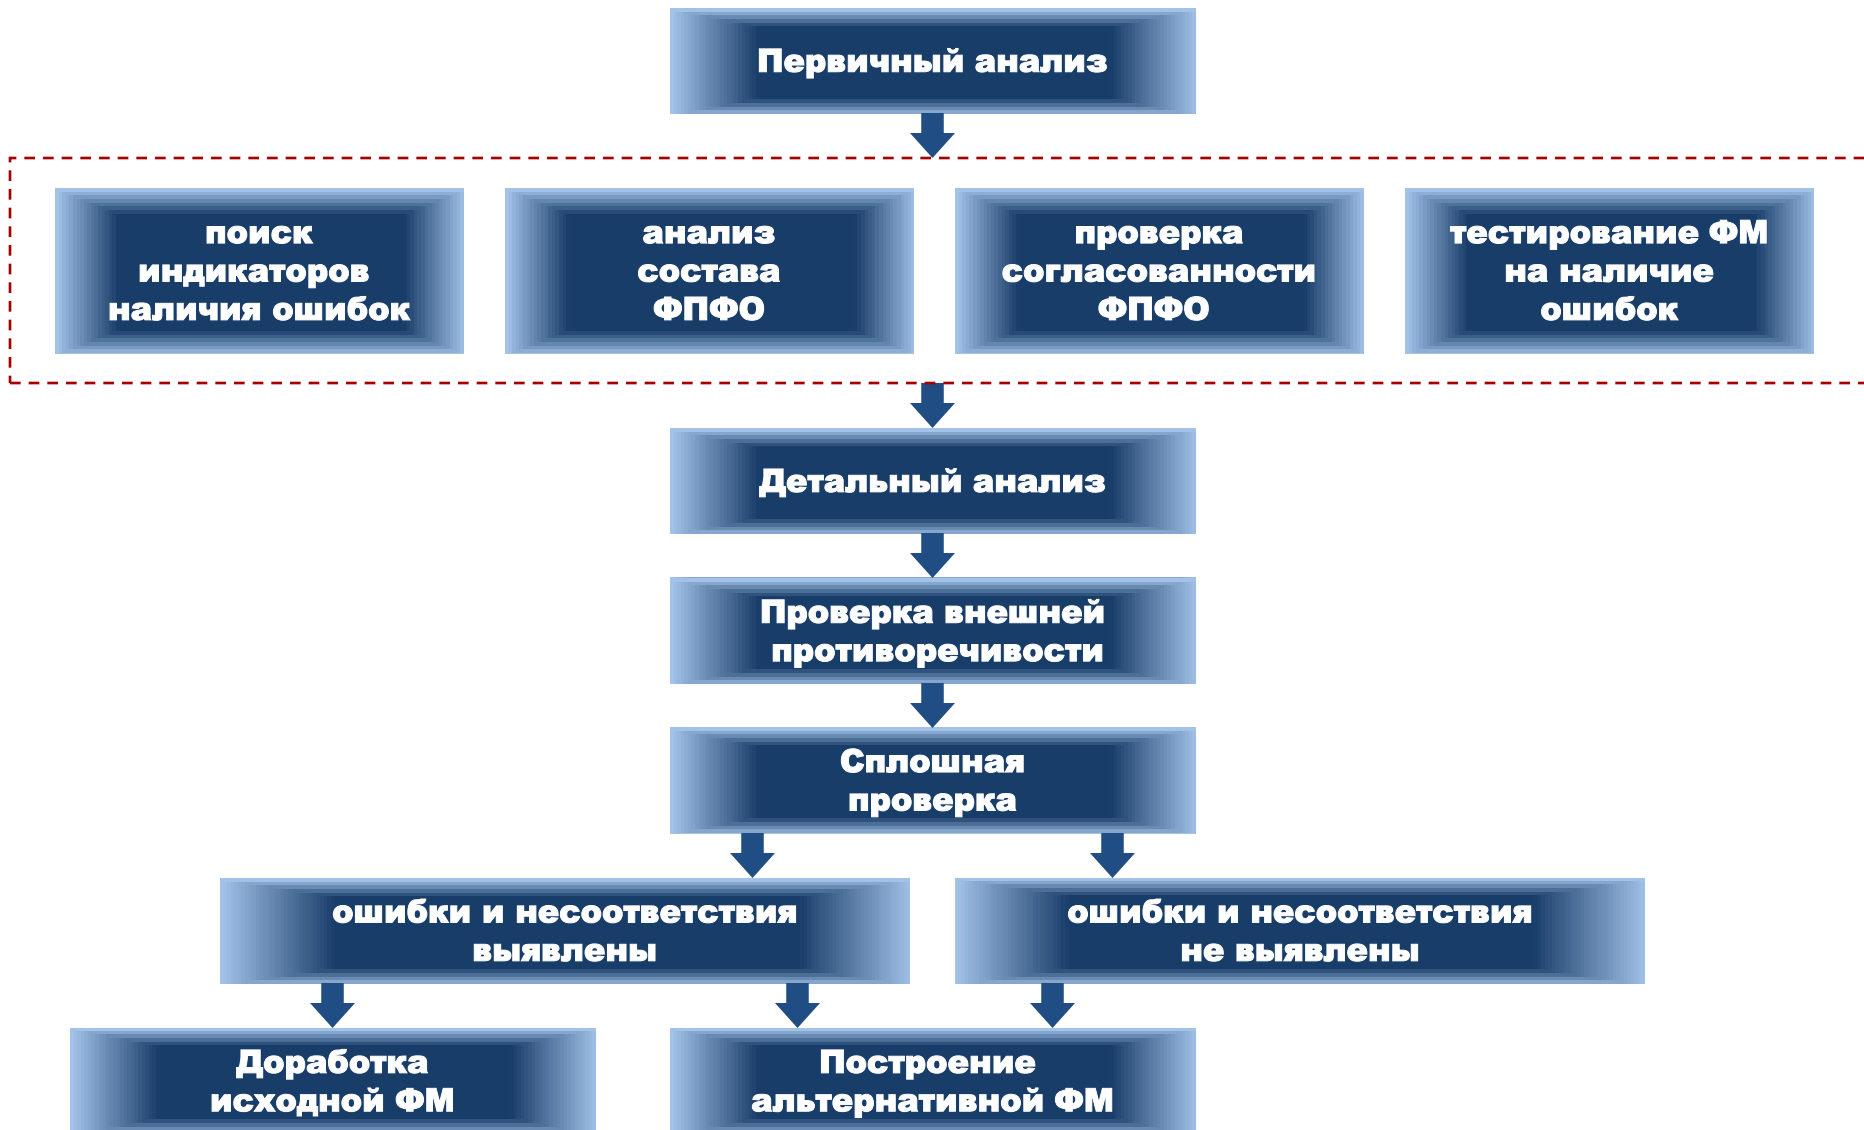 Первичный анализ
поиск
индикаторов
наличия ошибок
анализ
состава
ФПФО
проверка
согласованности
ФПФО
тестирование ФМ
на наличие
ошибок
Детальный анализ
Проверка внешней
противоречивости
Сплошная
проверка
ошибки и несоответствия
выявлены
ошибки и несоответствия
не выявлены
Доработка
исходной ФМ
Построение
альтернативной ФМ